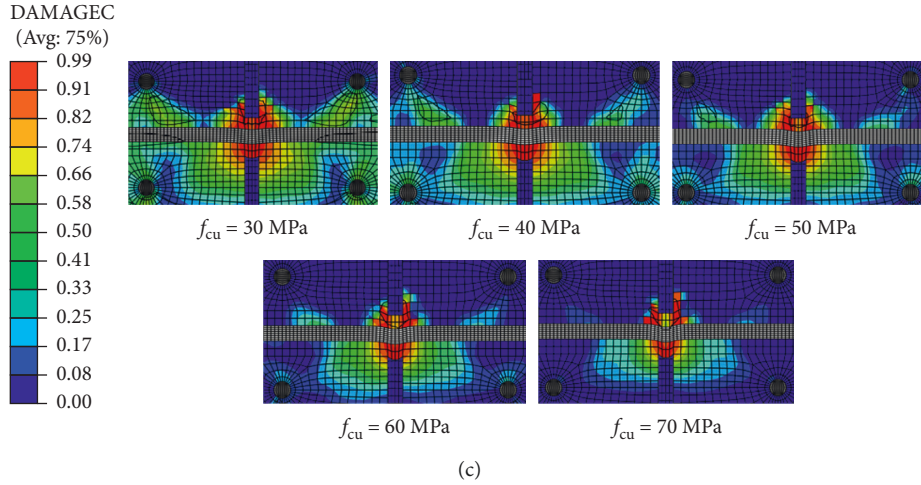 DAMAGEC
(Avg: 75%)
0.99
0.91
0.82
0.74
0.66
0.58
0.50
0.41
0.33
0.25
0.17
0.08
0.00
fcu = 30 MPa
fcu = 40 MPa
fcu = 50 MPa
fcu = 60 MPa
fcu = 70 MPa
(c)